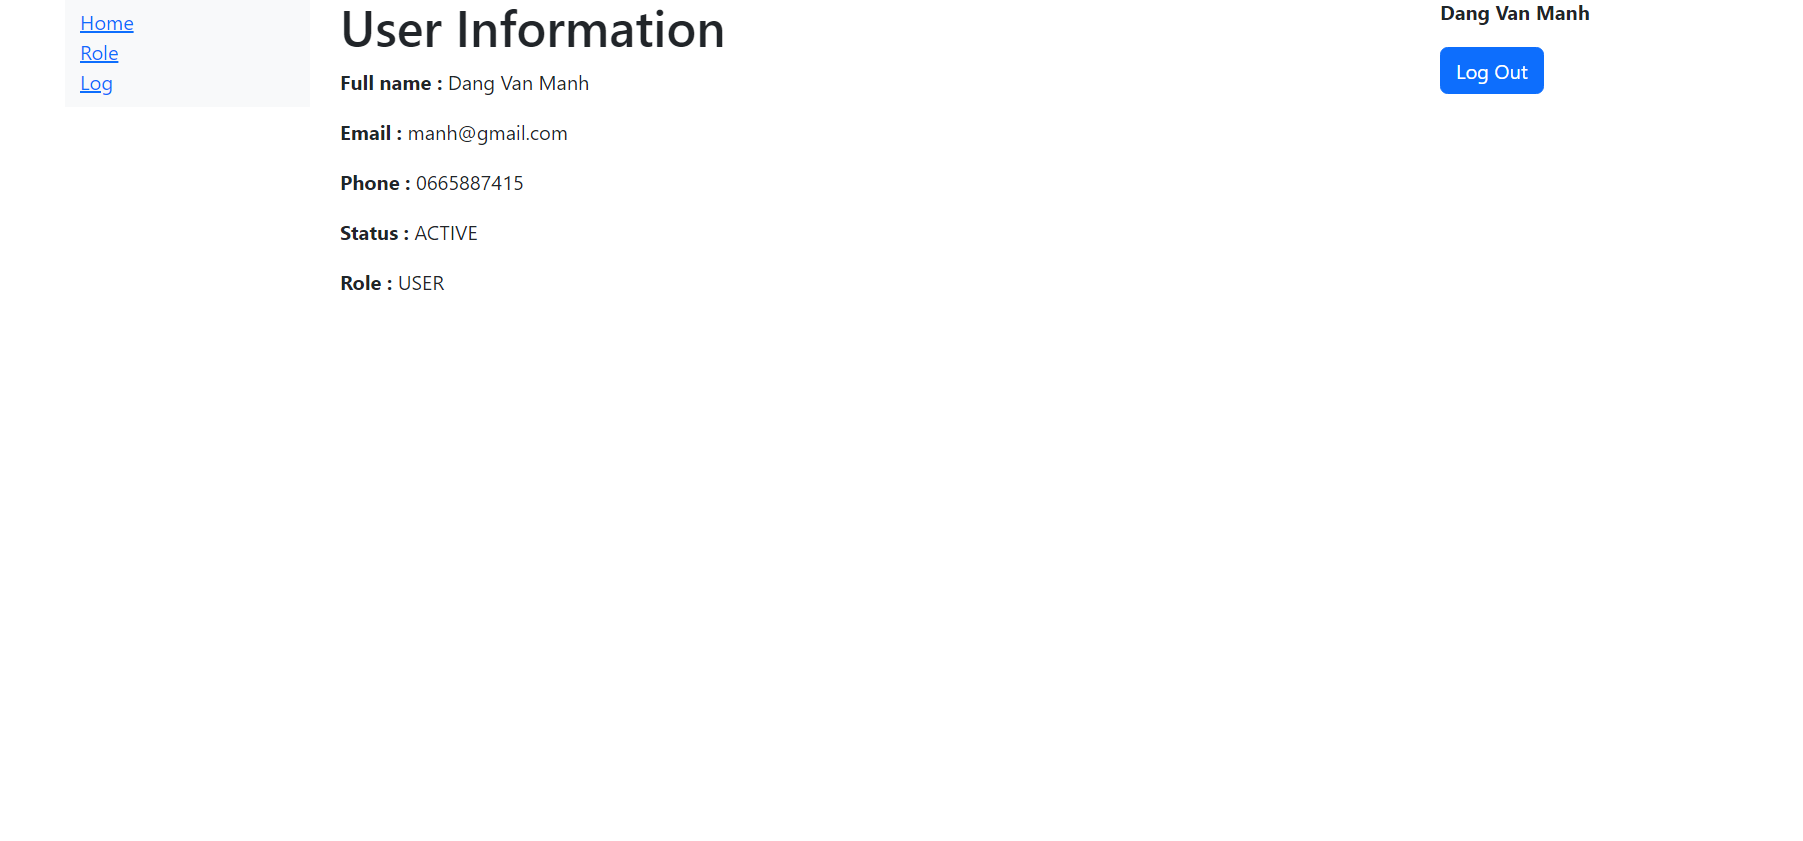 Home
Role
Log
User Information
Full name : Dang Van Manh
Email : manh@gmail.com
Phone : 0665887415
Status : ACTIVE
Role : USER
Dang Van Manh
Log Out